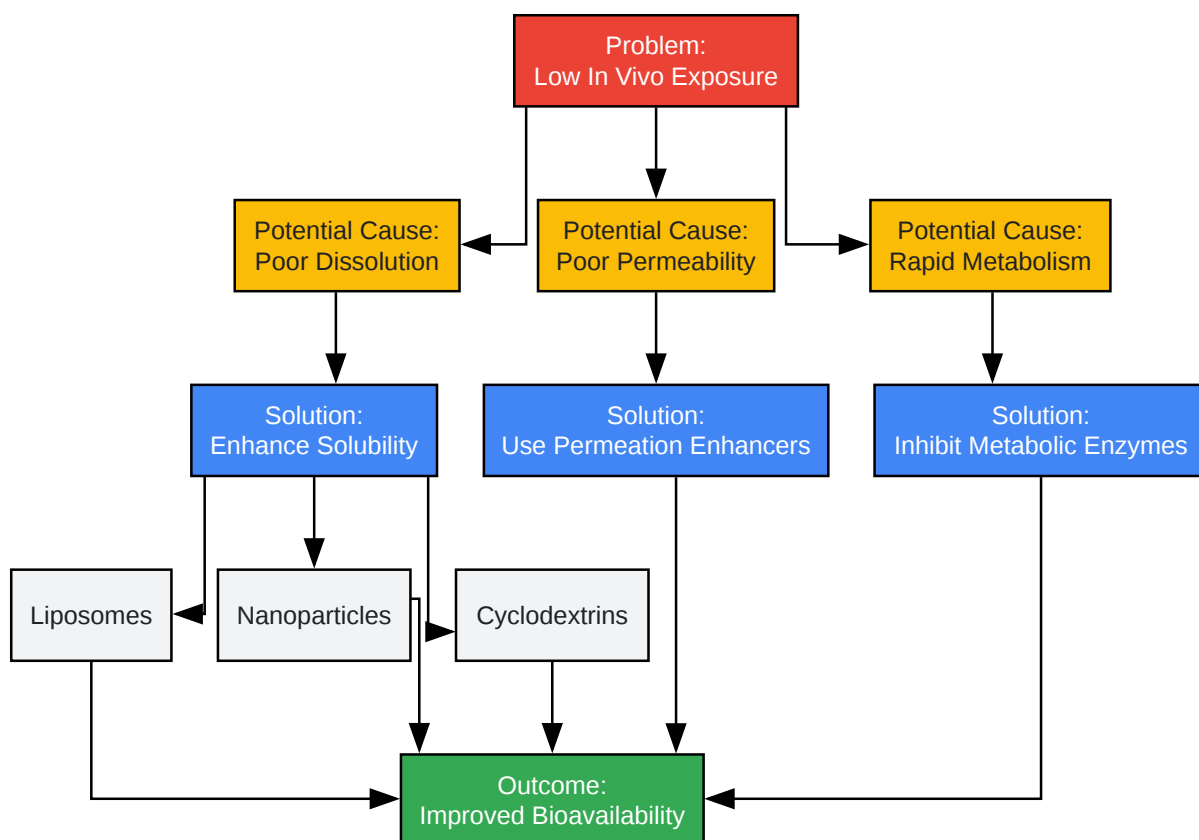 Problem:
Low In Vivo Exposure
Potential Cause:
Poor Dissolution
Potential Cause:
Poor Permeability
Potential Cause:
Rapid Metabolism
Solution:
Enhance Solubility
Solution:
Use Permeation Enhancers
Solution:
Inhibit Metabolic Enzymes
Liposomes
Nanoparticles
Cyclodextrins
Outcome:
Improved Bioavailability